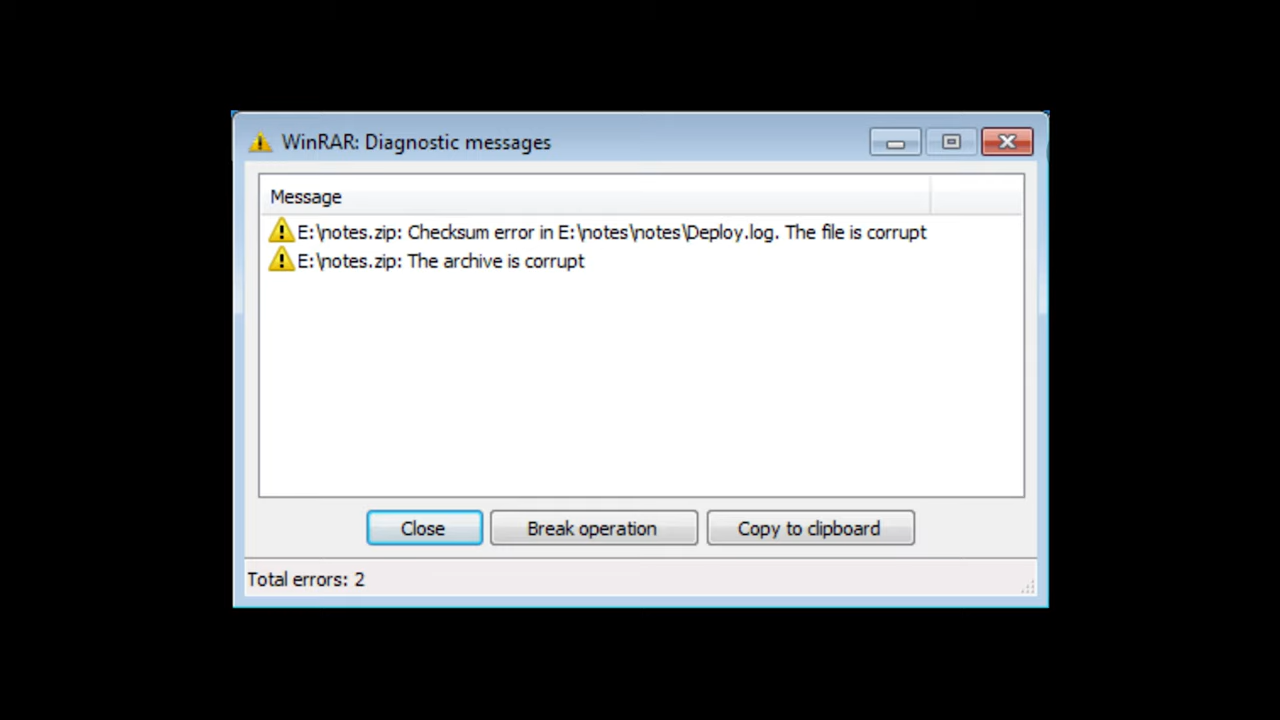 WinRAR: Diagnostic messages
Message
E:\notes.zip: Checksum error in E:\notes\notes\Deploy.log. The file is corrupt
E:\notes.zip: The archive is corrupt
Close Break operation Copy to clipboard
Total errors: 2